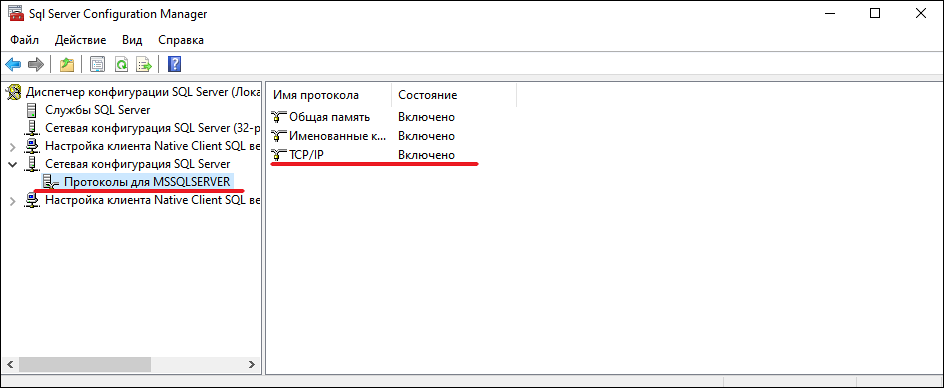 Sql Server Configuration Manager
Файл Действие Вид Справка
Диспетчер конфигурации SQL Server (Лока
Службы SQL Server
Сетевая конфигурация SQL Server (32-р
Настройка клиента Native Client SQL ве
Сетевая конфигурация SQL Server
Протоколы для MSSQLSERVER
Настройка клиента Native Client SQL ве
Имя протокола Состояние
Общая память Включено
Именованные к... Включено
TCP/IP Включено